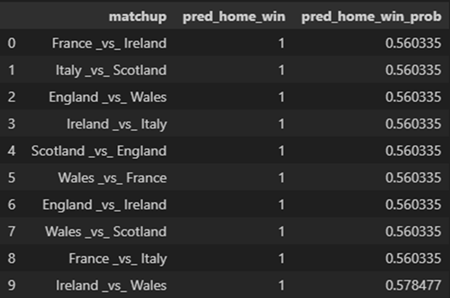 matchup pred_home_win pred_home_win_prob
0 France _vs_ Ireland 1 0.560335
1 Italy _vs_ Scotland 1 0.560335
2 England _vs_ Wales 1 0.560335
3 Ireland _vs_ Italy 1 0.560335
4 Scotland _vs_ England 1 0.560335
5 Wales _vs_ France 1 0.560335
6 England _vs_ Ireland 1 0.560335
7 Wales _vs_ Scotland 1 0.560335
8 France _vs_ Italy 1 0.560335
9 Ireland _vs_ Wales 1 0.578477